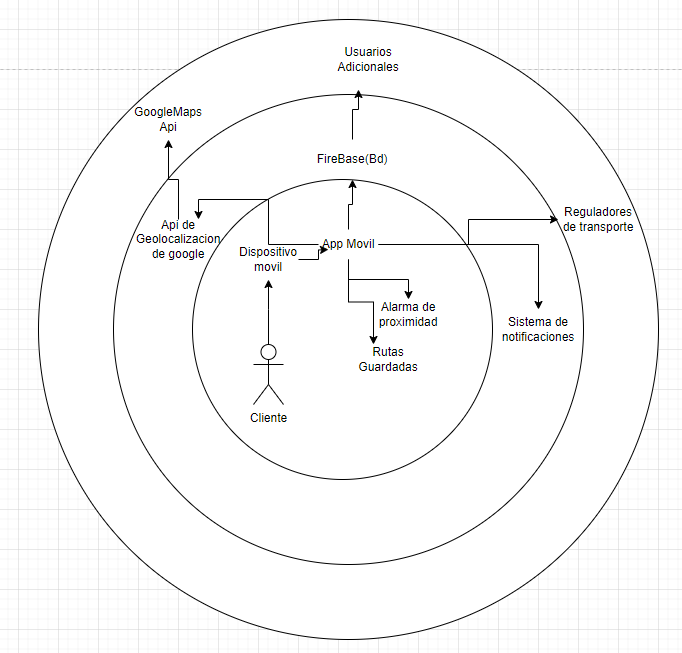 Usuarios
Adicionales
GoogleMaps
Api
FireBase(Bd)
Reguladores
de transporte
Api de
Geolocalizacion
de google
App Movil
Dispositivo
movil
Alarma de
proximidad
Sistema de
notificaciones
Rutas
Guardadas
Cliente